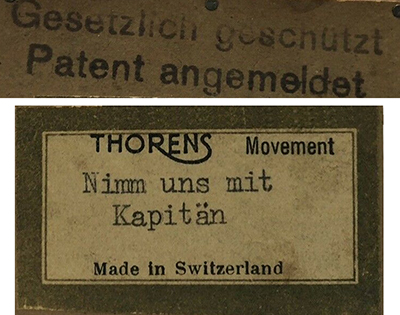 Gesetzlich geschützt
Patent angemeldet
THORENS Movement
Nimm uns mit
Kapitän
Made in Switzerland